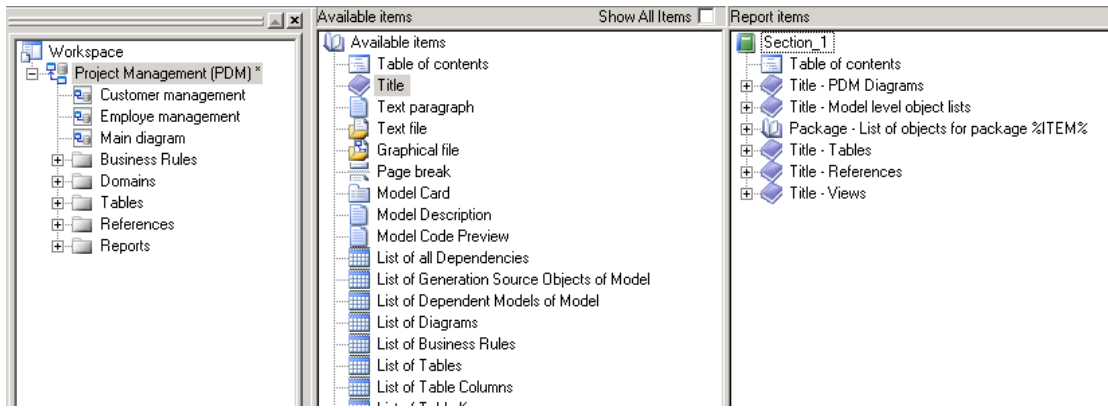 Available items
Show All Items
Report items
Workspace
Project Management (PDM) *
Customer management
Employe management
Main diagram
Business Rules
Domains
Tables
References
Reports
Available items
Table of contents
Title
Text paragraph
Text file
Graphical file
Page break
Model Card
Model Description
Model Code Preview
List of all Dependencies
List of Generation Source Objects of Model
List of Dependent Models of Model
List of Diagrams
List of Business Rules
List of Tables
List of Table Columns
Section_1
Table of contents
Title - PDM Diagrams
Title - Model level object lists
Package - List of objects for package %ITEM%
Title - Tables
Title - References
Title - Views